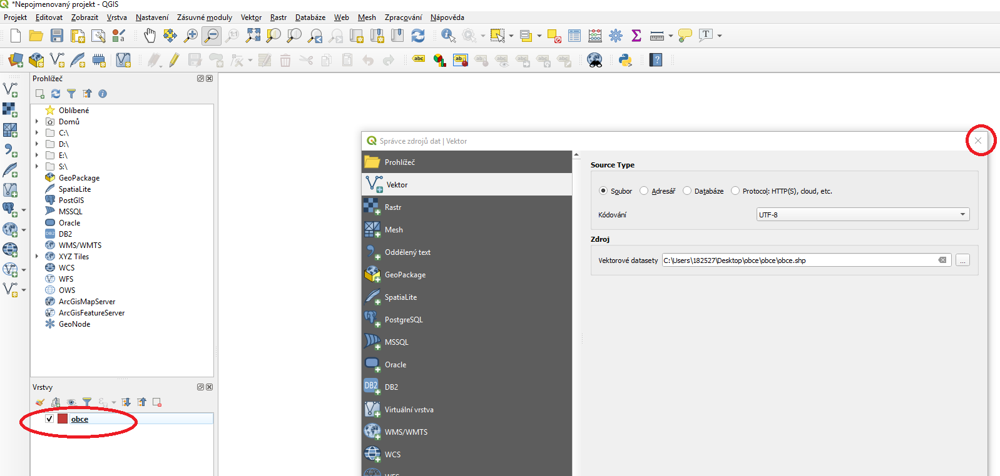 *Nepojmenovaný projekt - QGIS
Projekt Editovat Zobrazit Vrstva Nastavení Zásuvné moduly Vektor Rastr Databáze Web Mesh Zpracování Nápověda
Prohlížeč
Oblíbené
Domů
C:\
D:\
E:\
S:\
GeoPackage
SpatiaLite
PostGIS
MSSQL
Oracle
DB2
WMS/WMTS
XYZ Tiles
WCS
WFS
OWS
ArcGisMapServer
ArcGisFeatureServer
GeoNode
Vrstvy
obce
Správce zdrojů dat | Vektor
Prohlížeč
Vektor
Rastr
Mesh
Oddělený text
GeoPackage
SpatiaLite
PostgreSQL
MSSQL
Oracle
DB2
Virtuální vrstva
WMS/WMTS
WCS
WFS
Source Type
Soubor Adresář Databáze Protocol: HTTP(S), cloud, etc.
Kódování UTF-8
Zdroj
Vektorové datasety C:\Users\182527\Desktop\obce\obce\obce.shp ...